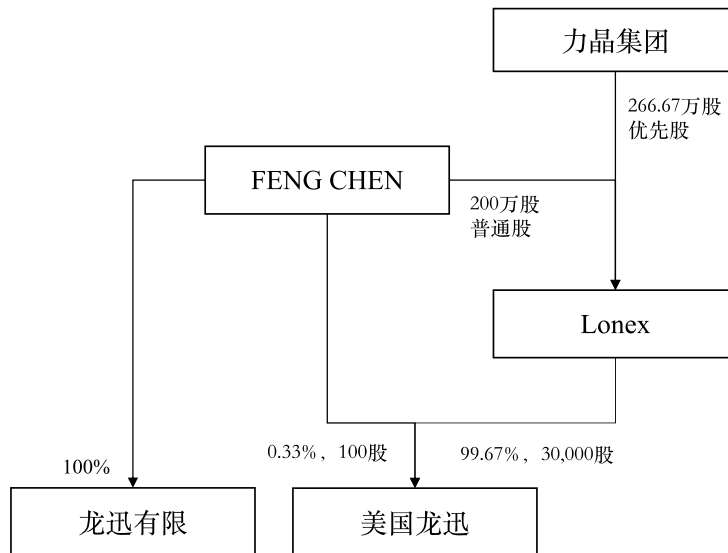 力晶集团
266.67万股
优先股
FENG CHEN
200万股
普通股
Lonex
0.33%，100股
99.67%，30,000股
100%
龙迅有限
美国龙迅